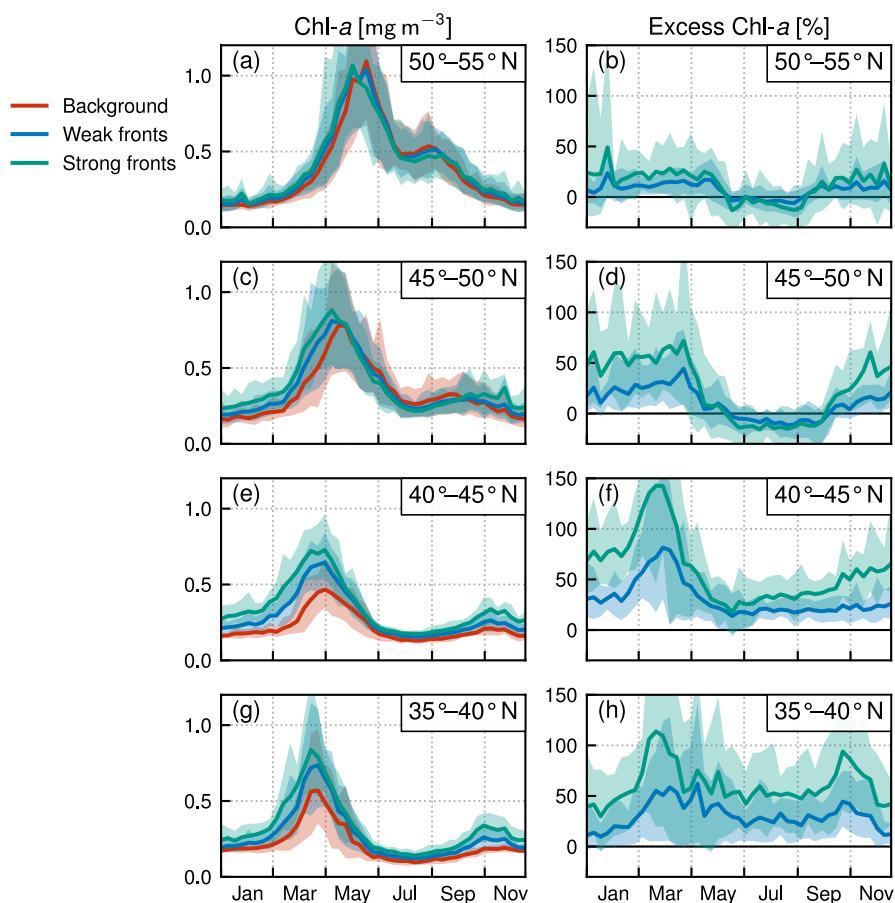 Chl-a [mg m⁻³]
Excess Chl-a [%]
Background
Weak fronts
Strong fronts
(a)
50°–55° N
1.0
0.5
0.0
(b)
50°–55° N
150
100
50
0
(c)
45°–50° N
1.0
0.5
0.0
(d)
45°–50° N
150
100
50
0
(e)
40°–45° N
1.0
0.5
0.0
(f)
40°–45° N
150
100
50
0
(g)
35°–40° N
1.0
0.5
0.0
(h)
35°–40° N
150
100
50
0
Jan Mar May Jul Sep Nov
Jan Mar May Jul Sep Nov